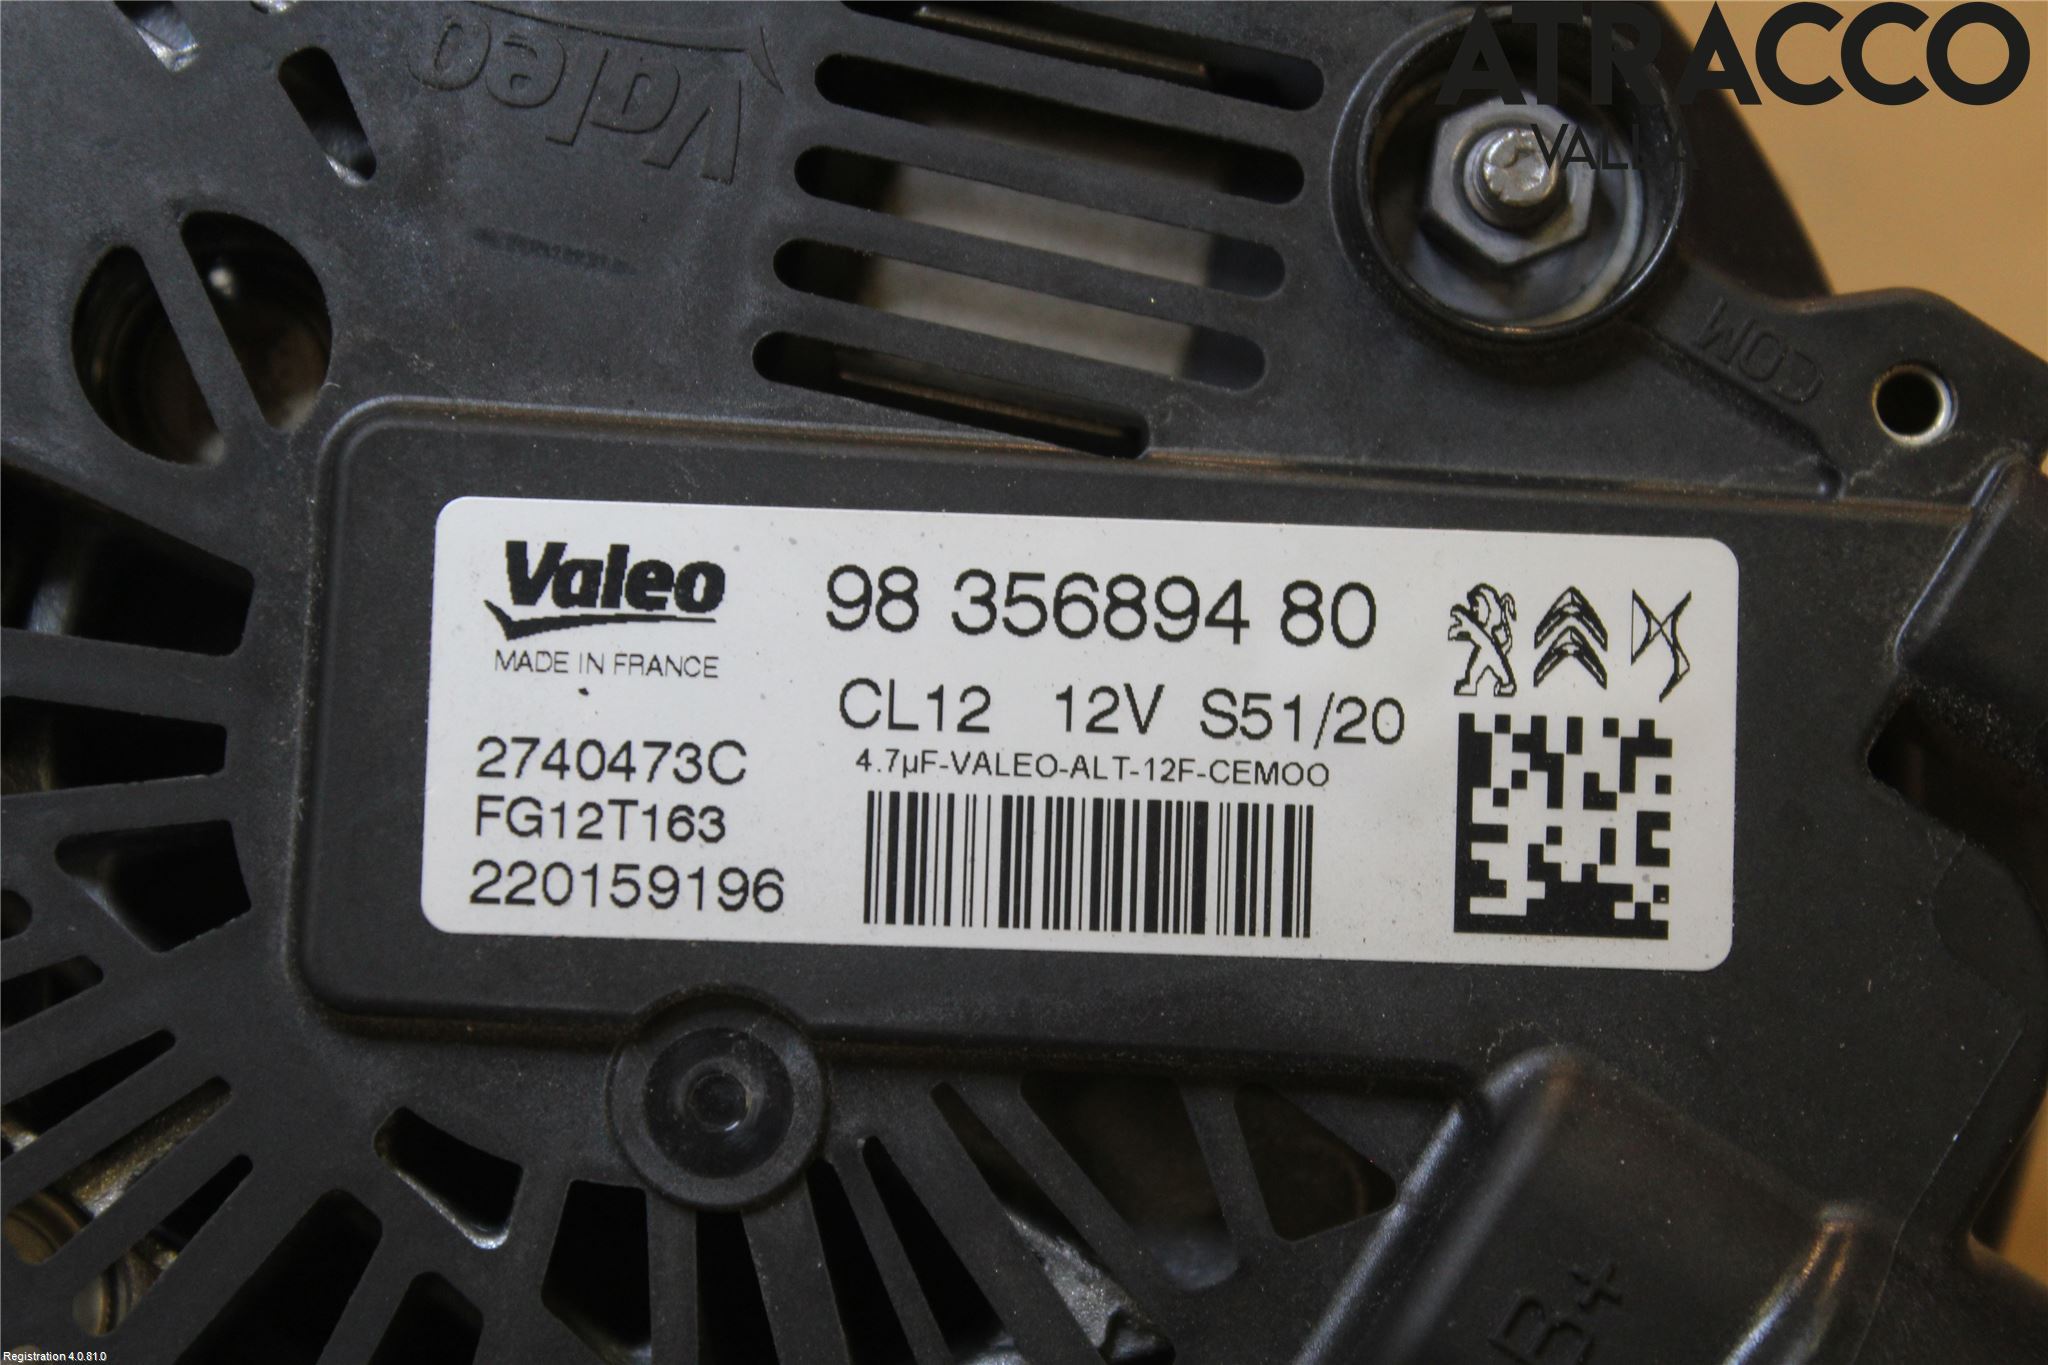 ATRACCO
Valeo
COM
Valeo
MADE IN FRANCE
98 356894 80
CL12 12V S51/20
4.7µF-VALEO-ALT-12F-CEMOO
2740473C
FG12T163
220159196
B+
Registration 4.0.81.0